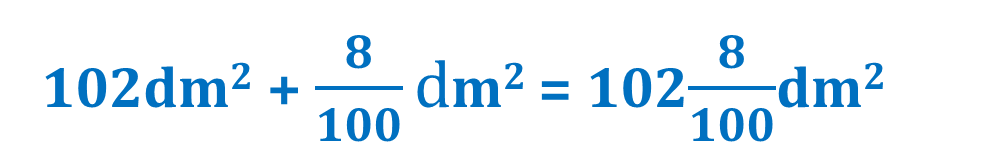 102dm² + 8/100 dm² = 102 8/100 dm²